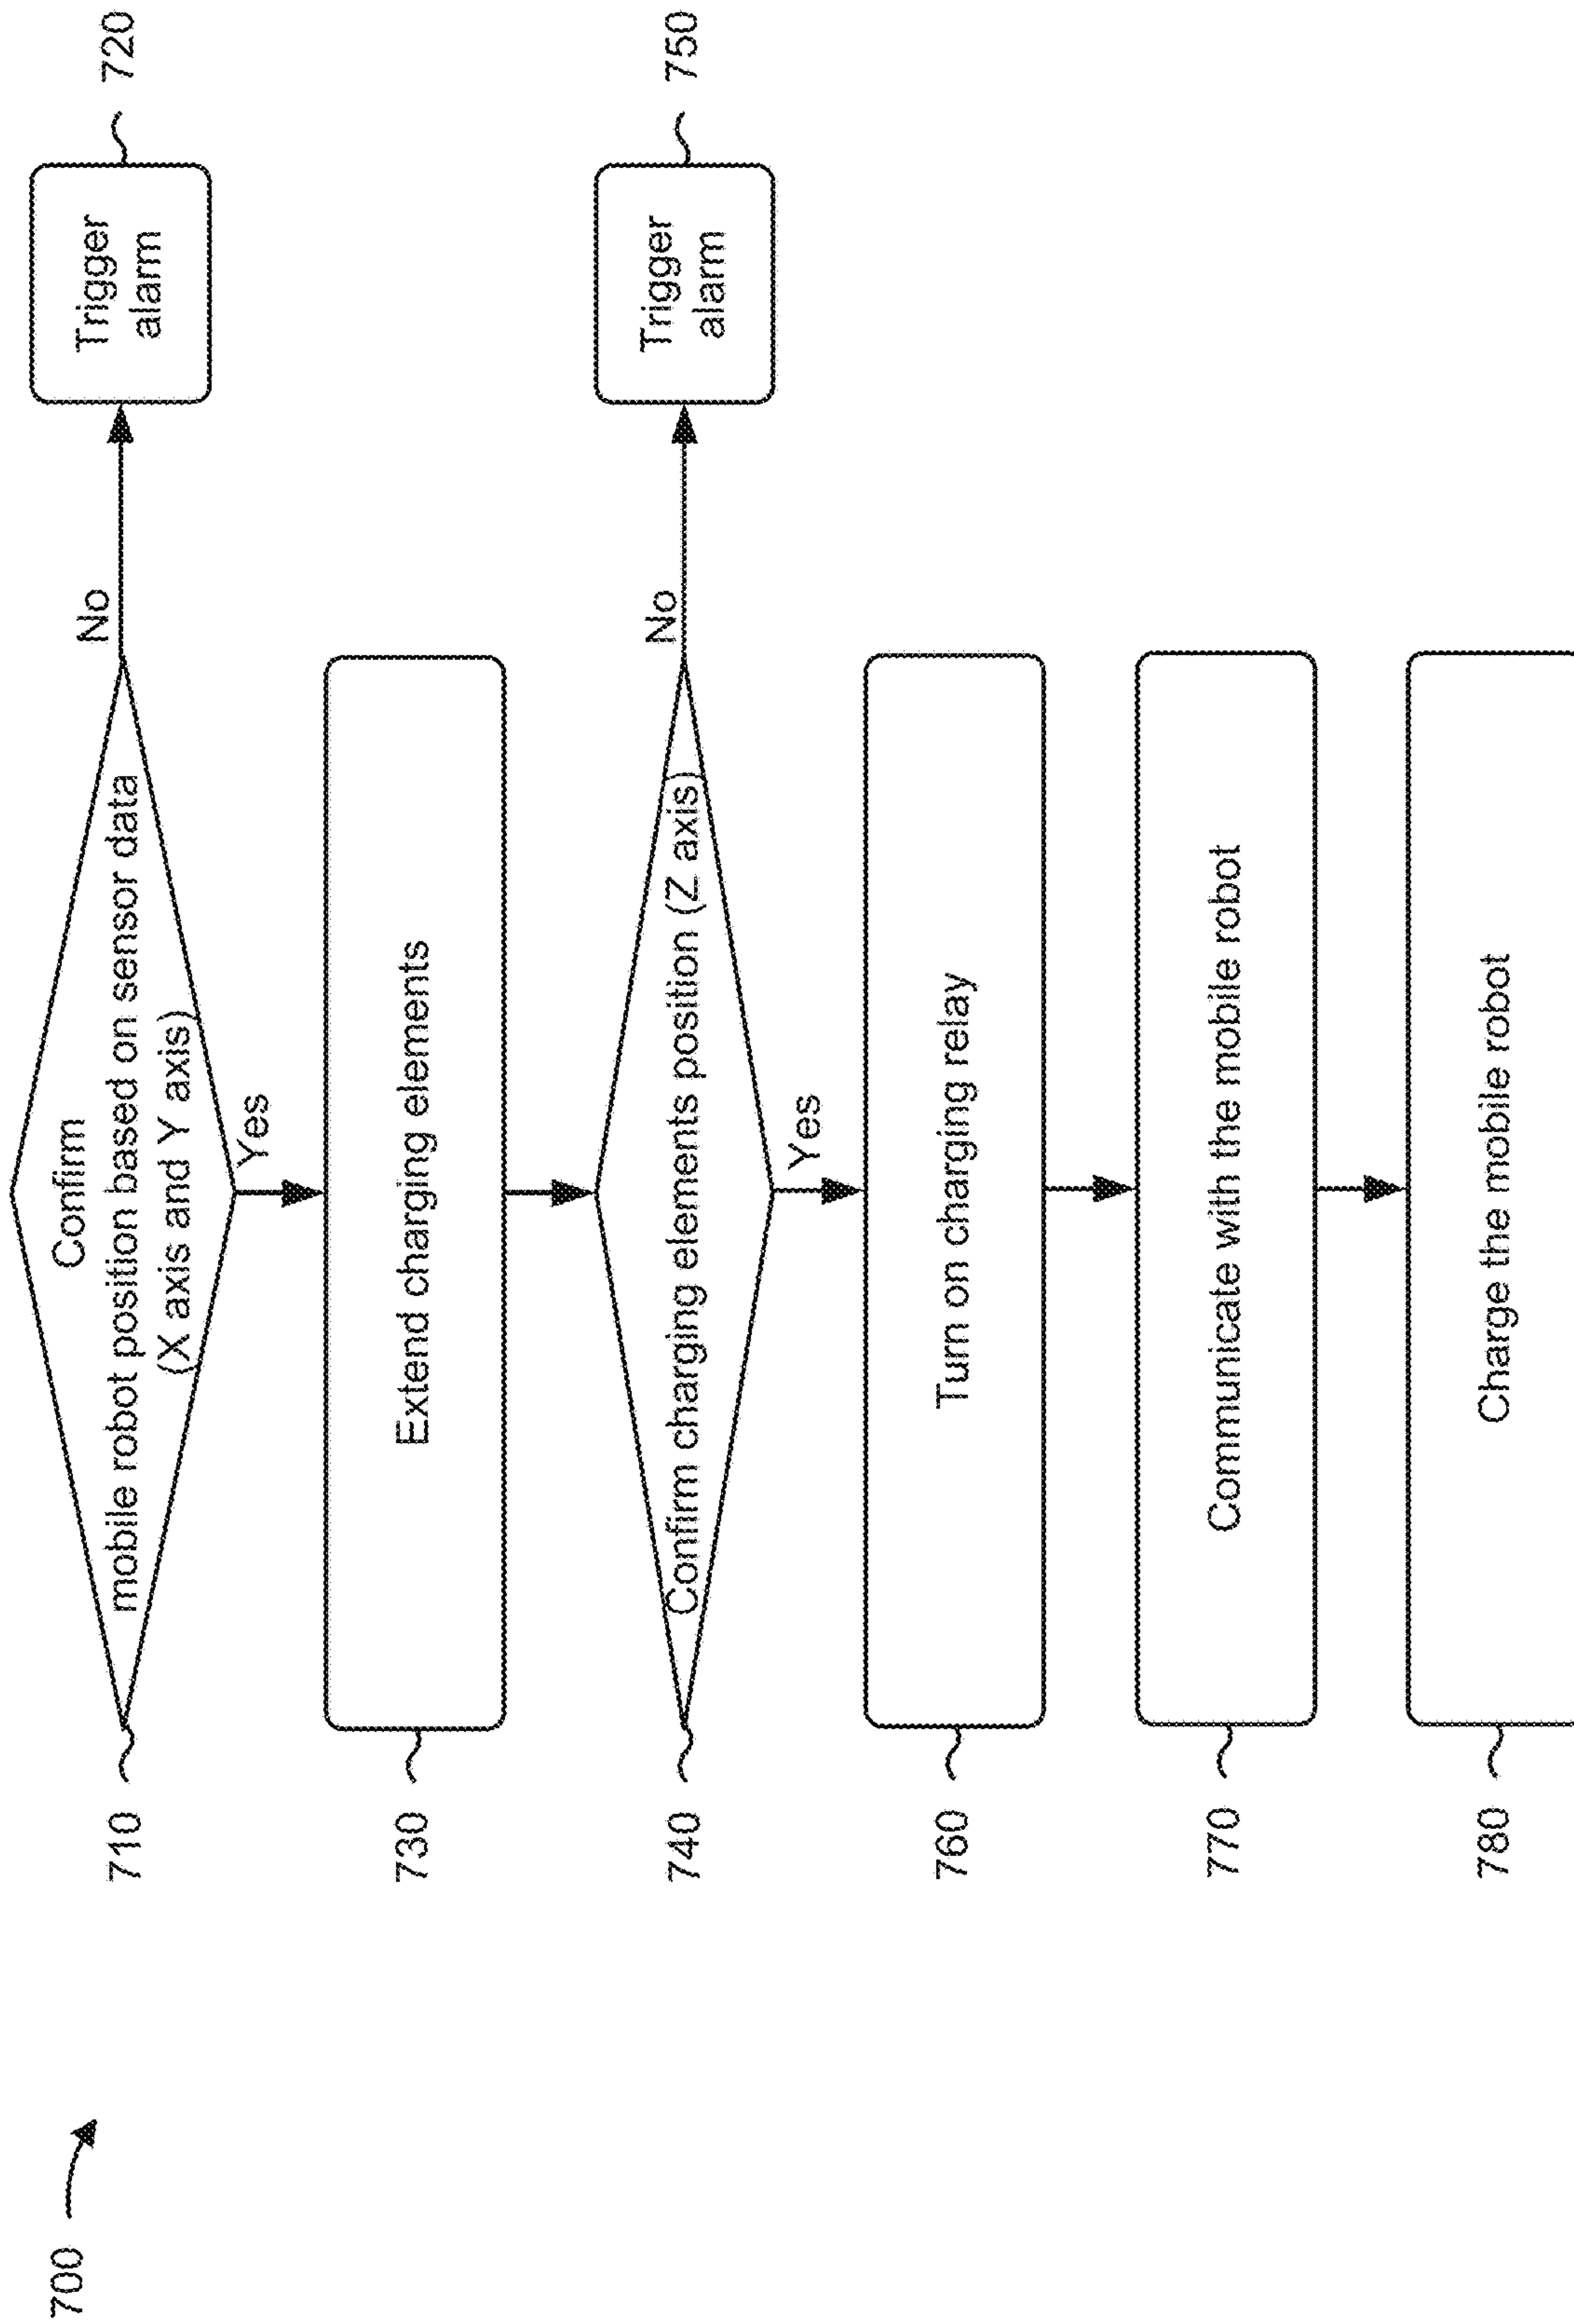 700
710
Confirm
mobile robot position based on sensor data
(X axis and Y axis)
No
Trigger
alarm
720
Yes
730
Extend charging elements
740
Confirm charging elements position (Z axis)
No
Trigger
alarm
750
Yes
760
Turn on charging relay
770
Communicate with the mobile robot
780
Charge the mobile robot